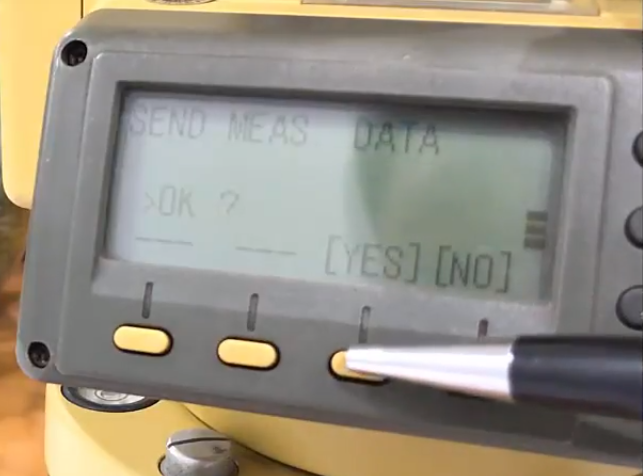 SEND MEAS DATA
>OK ?
--- --- [YES] [NO]